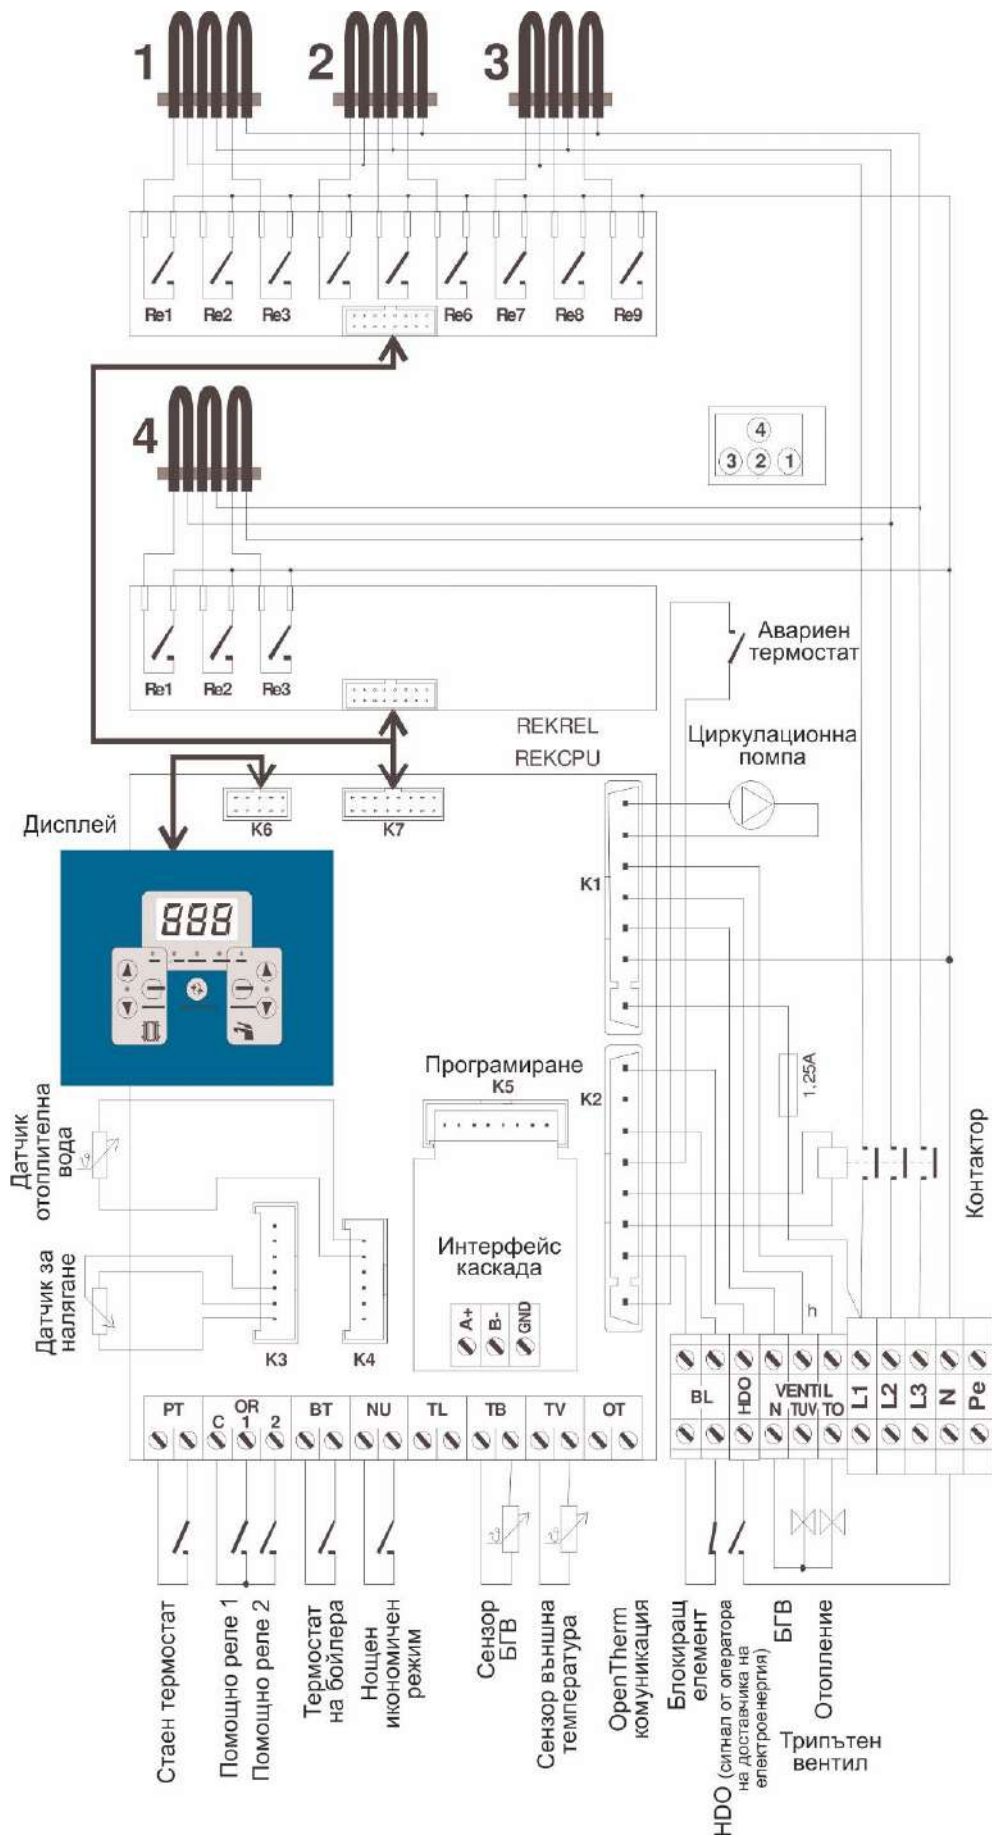 1 2 3
Re1 Re2 Re3 Re6 Re7 Re8 Re9
4
4
3 2 1
Re1 Re2 Re3
Авариен
термостат
REKREL
REKCPU
Циркулационна
помпа
K6 K7
Дисплей
K1
888
Програмиране
K5
K2
1,25A
Датчик
отоплителна
вода
Контактор
Интерфейс
каскада
Датчик за
налягане
A+ B- GND
K3 K4
h
BL HDO VENTIL
N TUV TO
L1 L2 L3 N Pe
PT OR BT NU TL TB TV OT
C 1 2
Стаен термостат
Помощно реле 1
Помощно реле 2
Термостат
на бойлера
Нощен
икономичен
режим
Сензор
БГВ
Сензор външна
температура
OpenTherm
комуникация
Блокиращ
елемент
HDO (сигнал от оператора
на доставчика на
електроенергия)
БГВ
Отопление
Трипътен
вентил